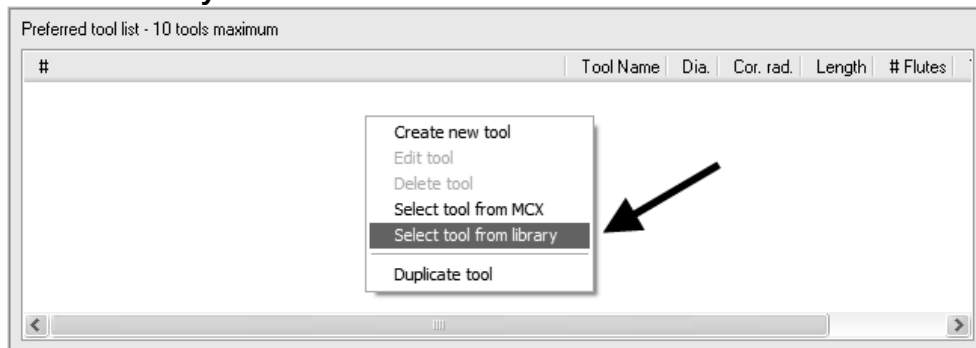 Preferred tool list - 10 tools maximum
# Tool Name Dia. Cor. rad. Length # Flutes
Create new tool
Edit tool
Delete tool
Select tool from MCX
Select tool from library
Duplicate tool